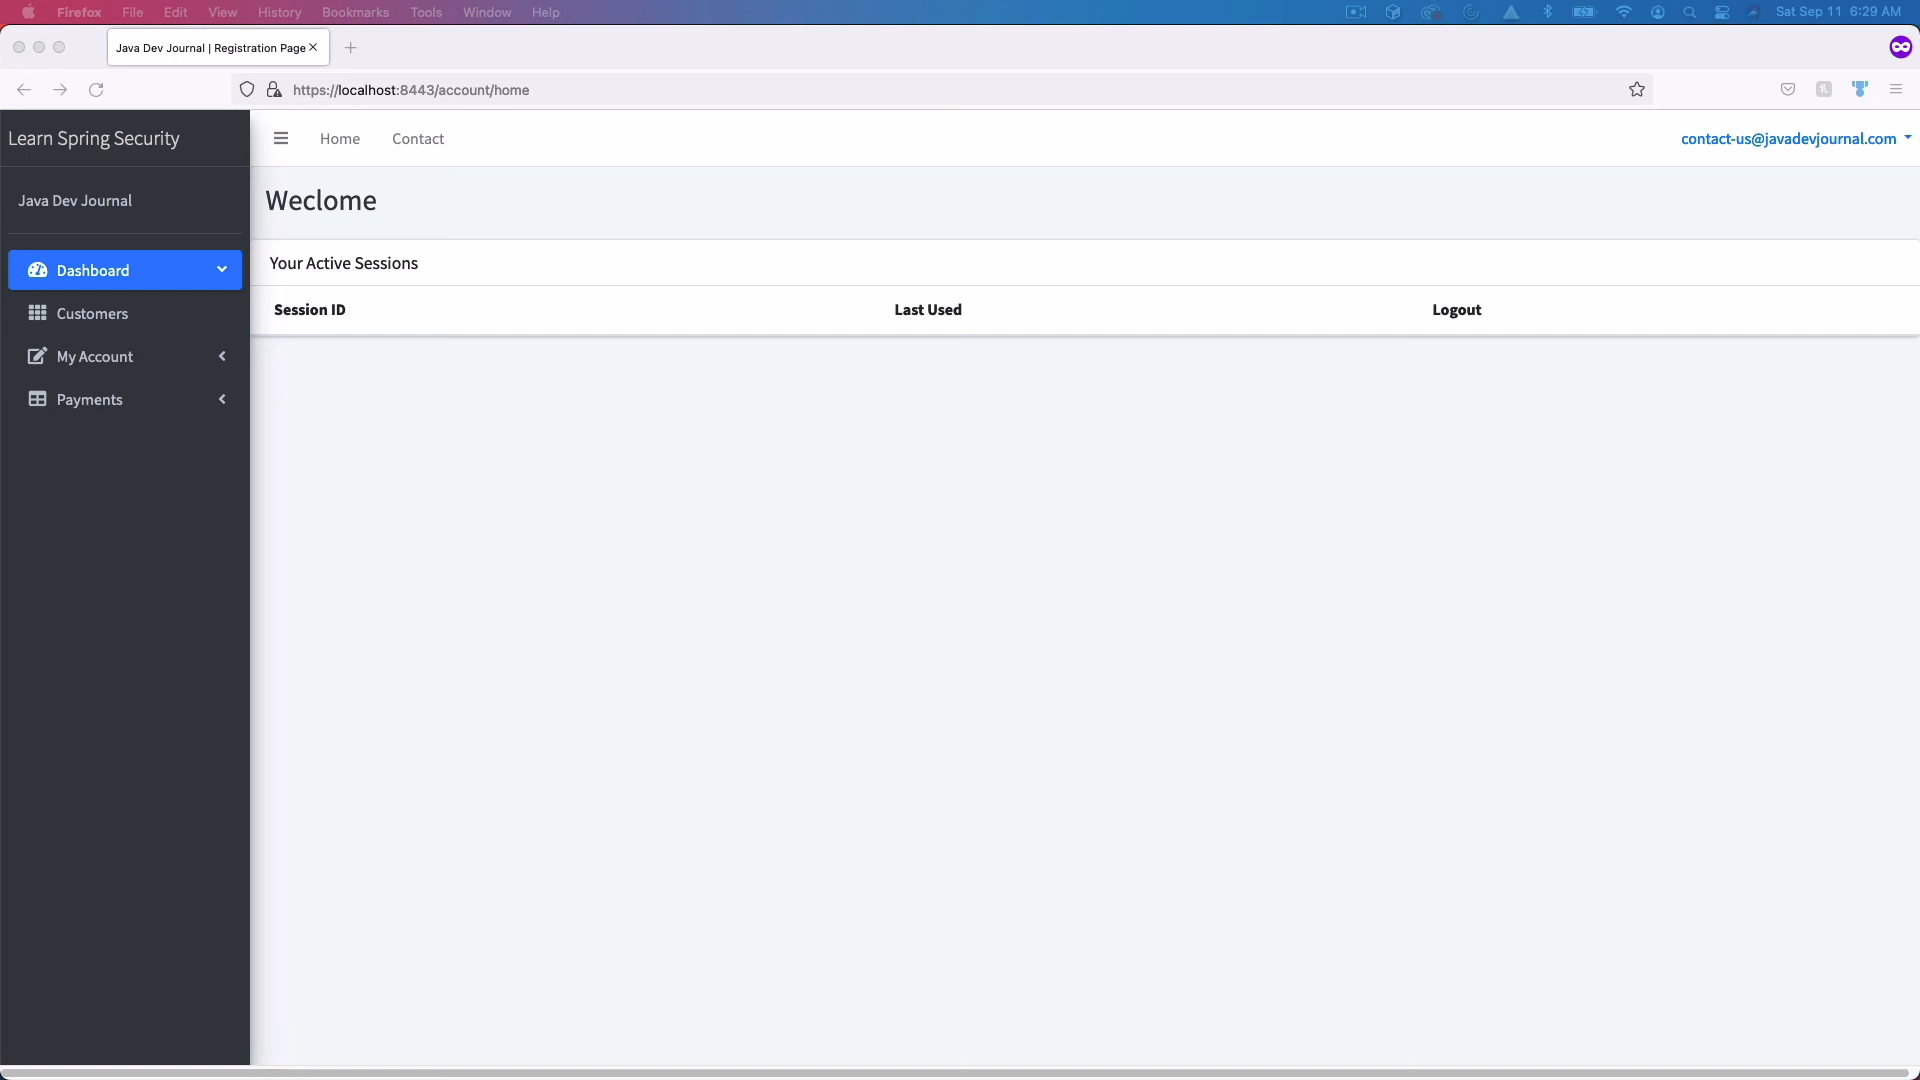 Firefox File Edit View History Bookmarks Tools Window Help Sat Sep 11 6:29 AM
Java Dev Journal | Registration Page
https://localhost:8443/account/home
Learn Spring Security
Home Contact contact-us@javadevjournal.com
Java Dev Journal
Weclome
Dashboard
Customers
My Account
Payments
Your Active Sessions
Session ID Last Used Logout